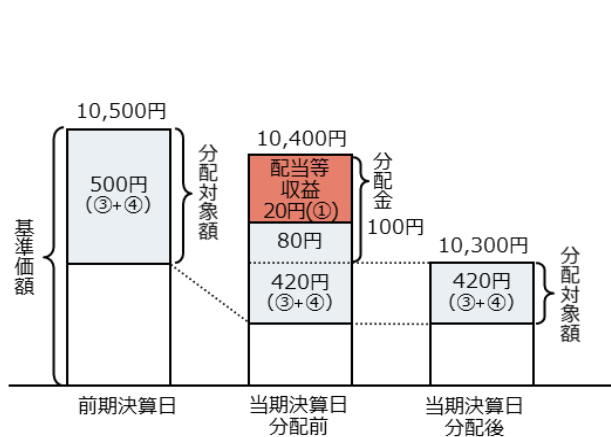 10,500円
500円
(③+④)
分配対象額
基準価額
前期決算日
10,400円
配当等
収益
20円(①)
80円
420円
(③+④)
分配金
100円
当期決算日
分配前
10,300円
420円
(③+④)
分配対象額
当期決算日
分配後